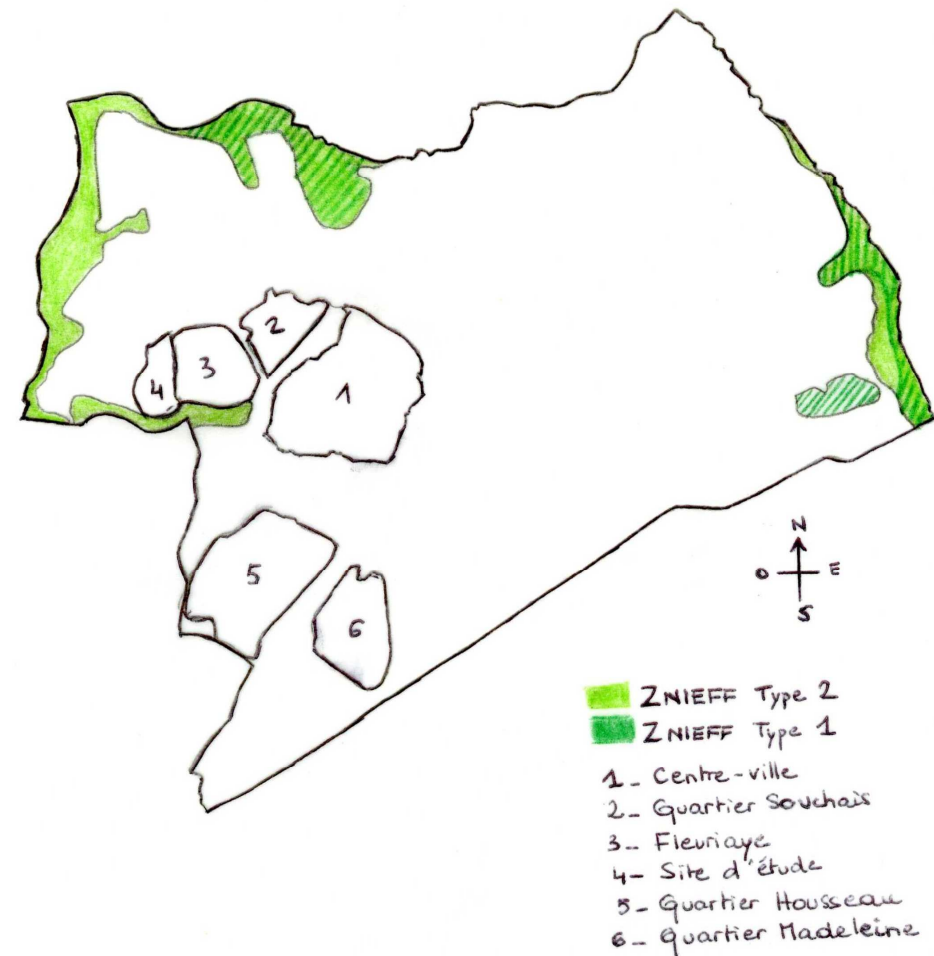 2
3
4
1
5
6
N
O E
S
ZNIEFF Type 2
ZNIEFF Type 1
1_ Centre-ville
2_ Quartier Souchais
3_ Fleuriaye
4_ Site d'étude
5_ Quartier Housseau
6_ Quartier Madeleine